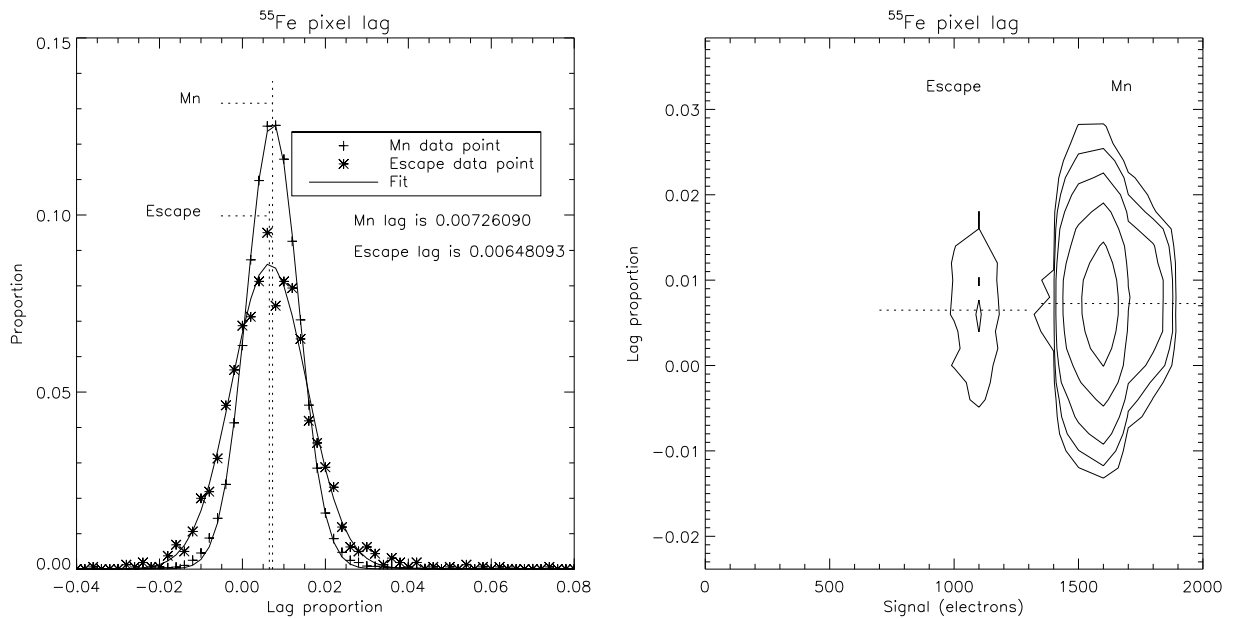 ⁵⁵Fe pixel lag
0.15
0.10
0.05
0.00
Proportion
Mn
Escape
+ Mn data point
✳ Escape data point
Fit
Mn lag is 0.00726090
Escape lag is 0.00648093
−0.04 −0.02 0.00 0.02 0.04 0.06 0.08
Lag proportion
⁵⁵Fe pixel lag
Escape Mn
0.03
0.02
0.01
0.00
−0.01
−0.02
Lag proportion
0 500 1000 1500 2000
Signal (electrons)